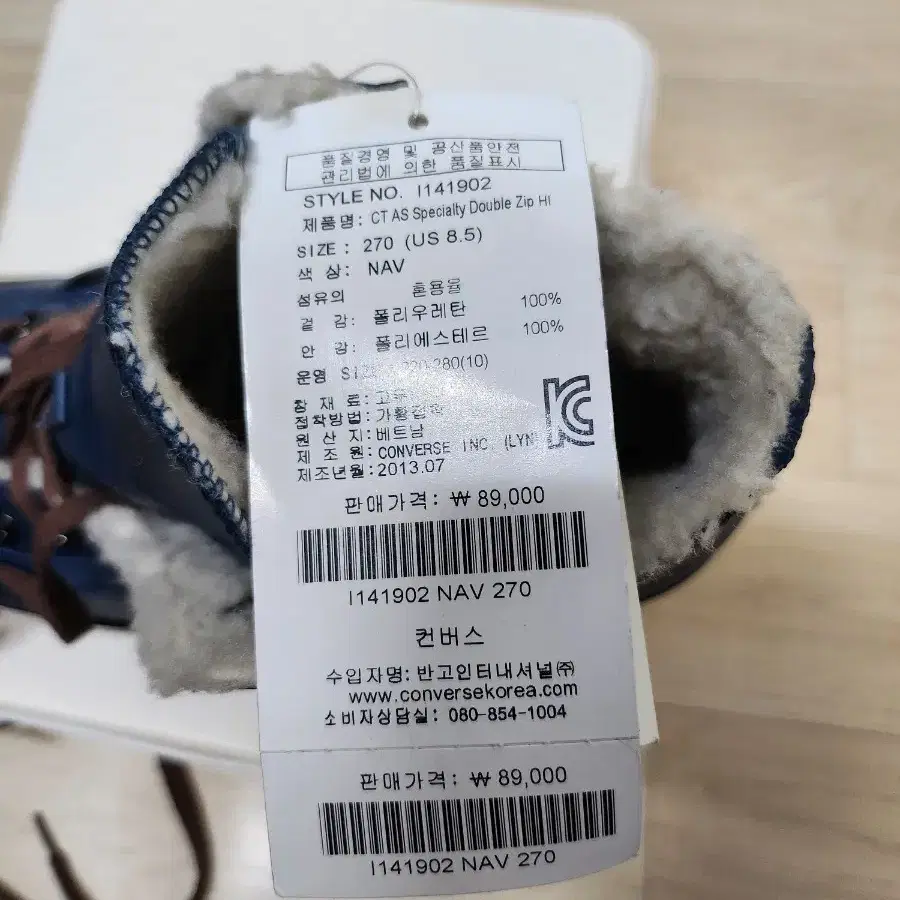 품질경영 및 공산품안전
관리법에 의한 품질표시
STYLE NO. I141902
제품명: CT AS Specialty Double Zip HI
SIZE : 270 (US 8.5)
색 상: NAV
섬유의 혼용율
겉 감: 폴리우레탄 100%
안 감: 폴리에스테르 100%
운영 SIZE 280(10)
창 재 료:
접착방법: 가황접착
원 산 지: 베트남
제 조 원: CONVERSE INC. (LYN)
제조년월: 2013.07
판매가격: ₩ 89,000
I141902 NAV 270
컨버스
수입자명: 반고인터내셔널㈜
www.conversekorea.com
소비자상담실: 080-854-1004
판매가격: ₩ 89,000
I141902 NAV 270